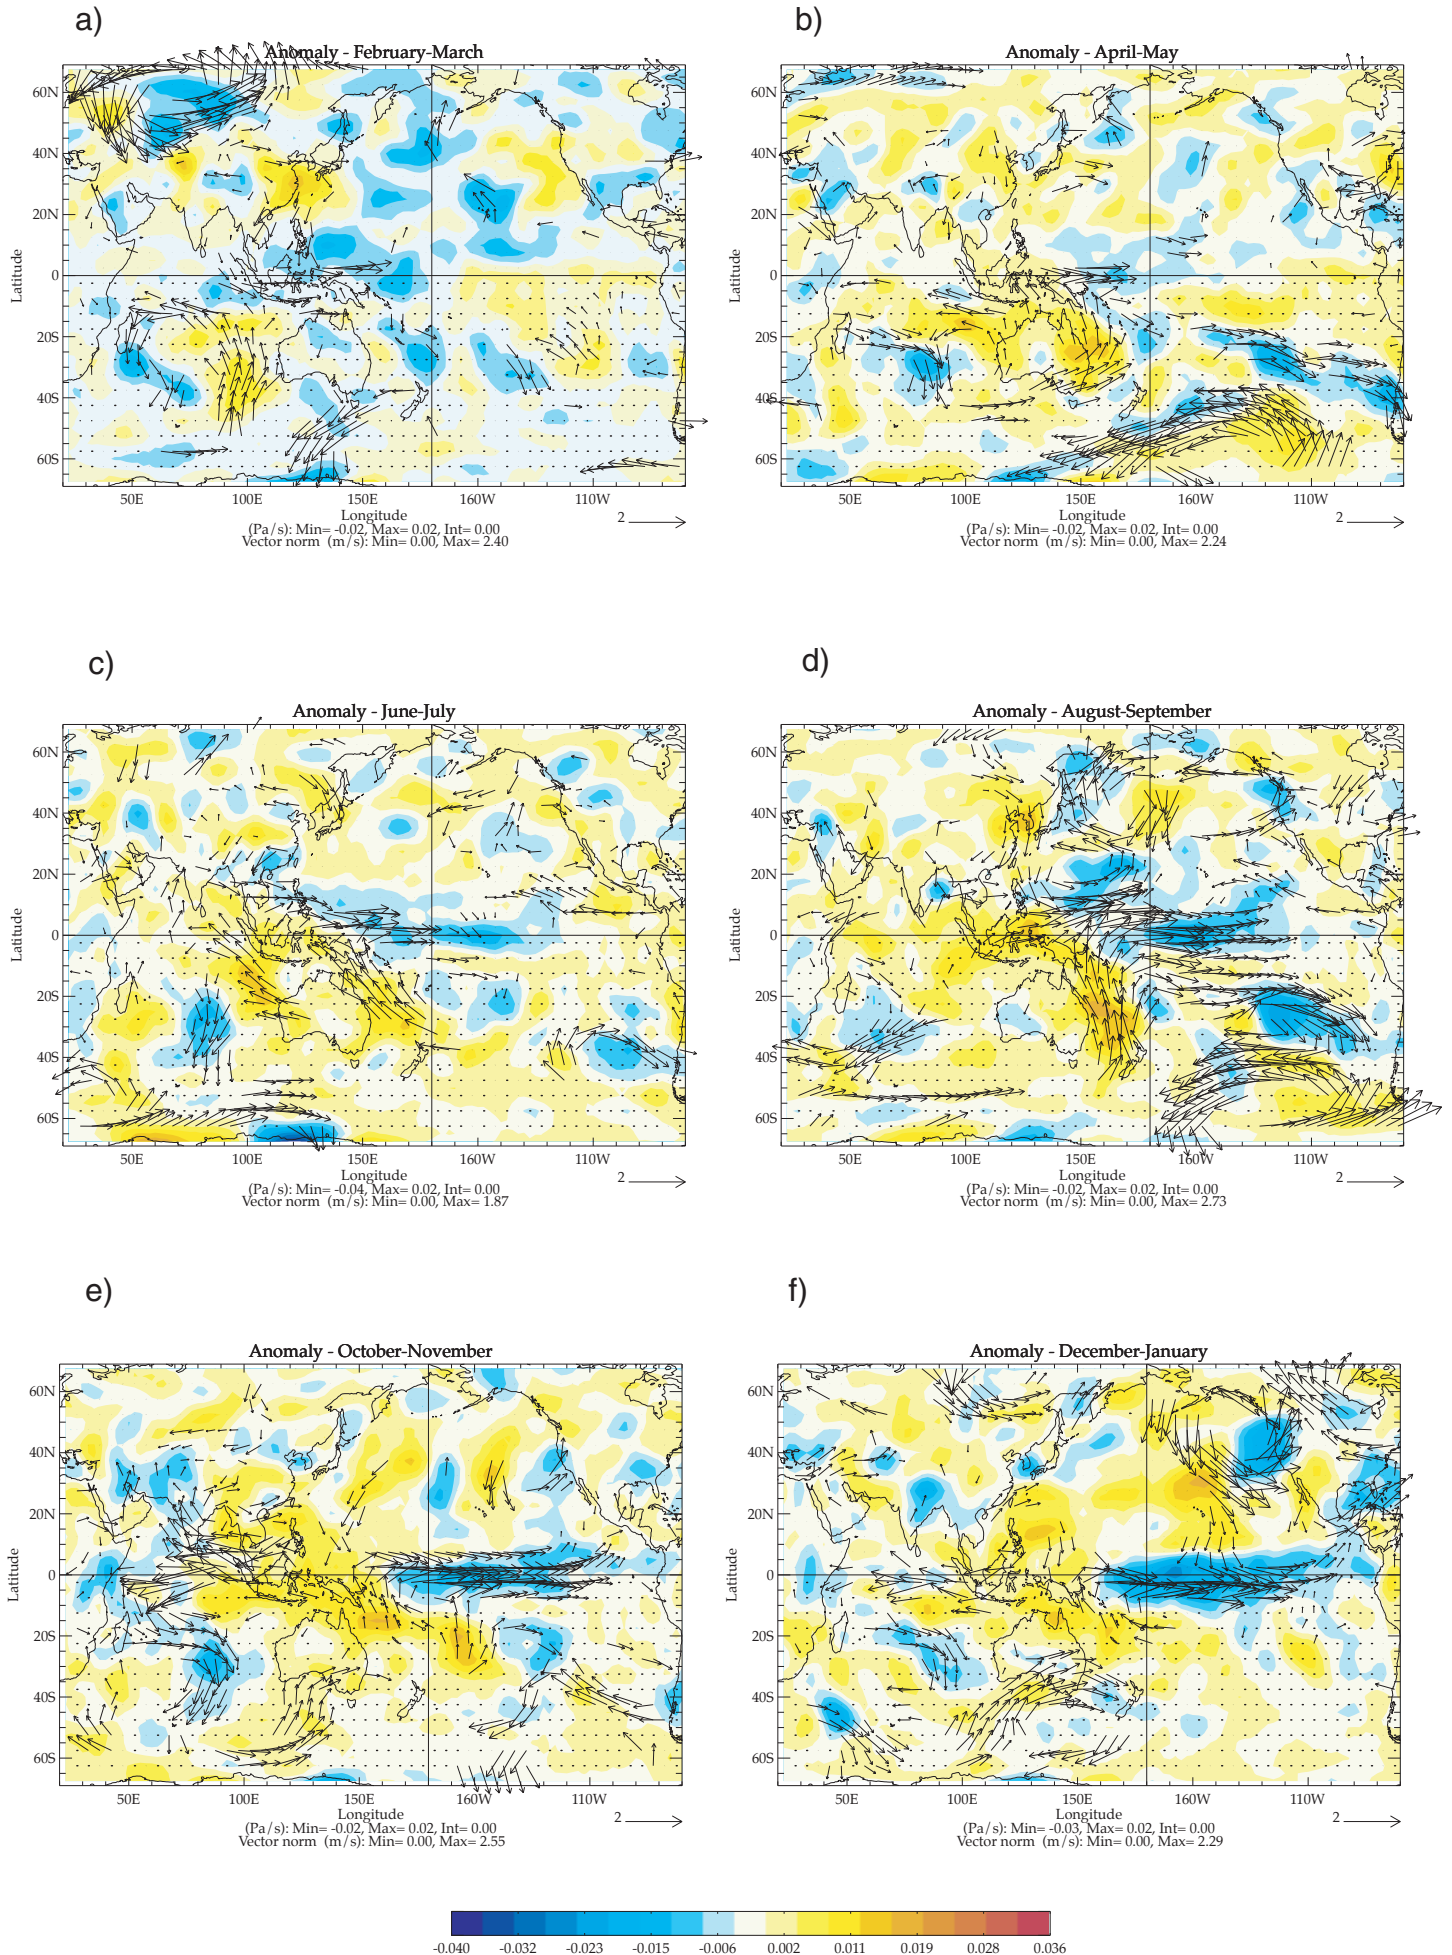 a)
Anomaly - February-March
60N
40N
20N
0
20S
40S
60S
Latitude
50E 100E 150E 160W 110W
Longitude
(Pa/s): Min= -0.02, Max= 0.02, Int= 0.00
Vector norm (m/s): Min= 0.00, Max= 2.40
2
b)
Anomaly - April-May
60N
40N
20N
0
20S
40S
60S
Latitude
50E 100E 150E 160W 110W
Longitude
(Pa/s): Min= -0.02, Max= 0.02, Int= 0.00
Vector norm (m/s): Min= 0.00, Max= 2.24
2
c)
Anomaly - June-July
60N
40N
20N
0
20S
40S
60S
Latitude
50E 100E 150E 160W 110W
Longitude
(Pa/s): Min= -0.04, Max= 0.02, Int= 0.00
Vector norm (m/s): Min= 0.00, Max= 1.87
2
d)
Anomaly - August-September
60N
40N
20N
0
20S
40S
60S
Latitude
50E 100E 150E 160W 110W
Longitude
(Pa/s): Min= -0.02, Max= 0.02, Int= 0.00
Vector norm (m/s): Min= 0.00, Max= 2.73
2
e)
Anomaly - October-November
60N
40N
20N
0
20S
40S
60S
Latitude
50E 100E 150E 160W 110W
Longitude
(Pa/s): Min= -0.02, Max= 0.02, Int= 0.00
Vector norm (m/s): Min= 0.00, Max= 2.55
2
f)
Anomaly - December-January
60N
40N
20N
0
20S
40S
60S
Latitude
50E 100E 150E 160W 110W
Longitude
(Pa/s): Min= -0.03, Max= 0.02, Int= 0.00
Vector norm (m/s): Min= 0.00, Max= 2.29
2
-0.040 -0.032 -0.023 -0.015 -0.006 0.002 0.011 0.019 0.028 0.036